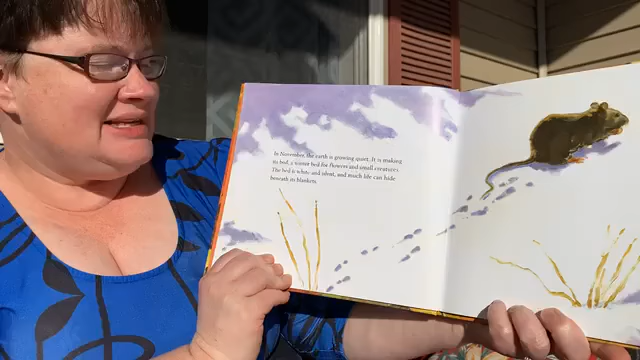 In November, the earth is growing quiet. It is making
its bed, a winter bed for flowers and small creatures.
The bed is white and silent, and much life can hide
beneath its blankets.